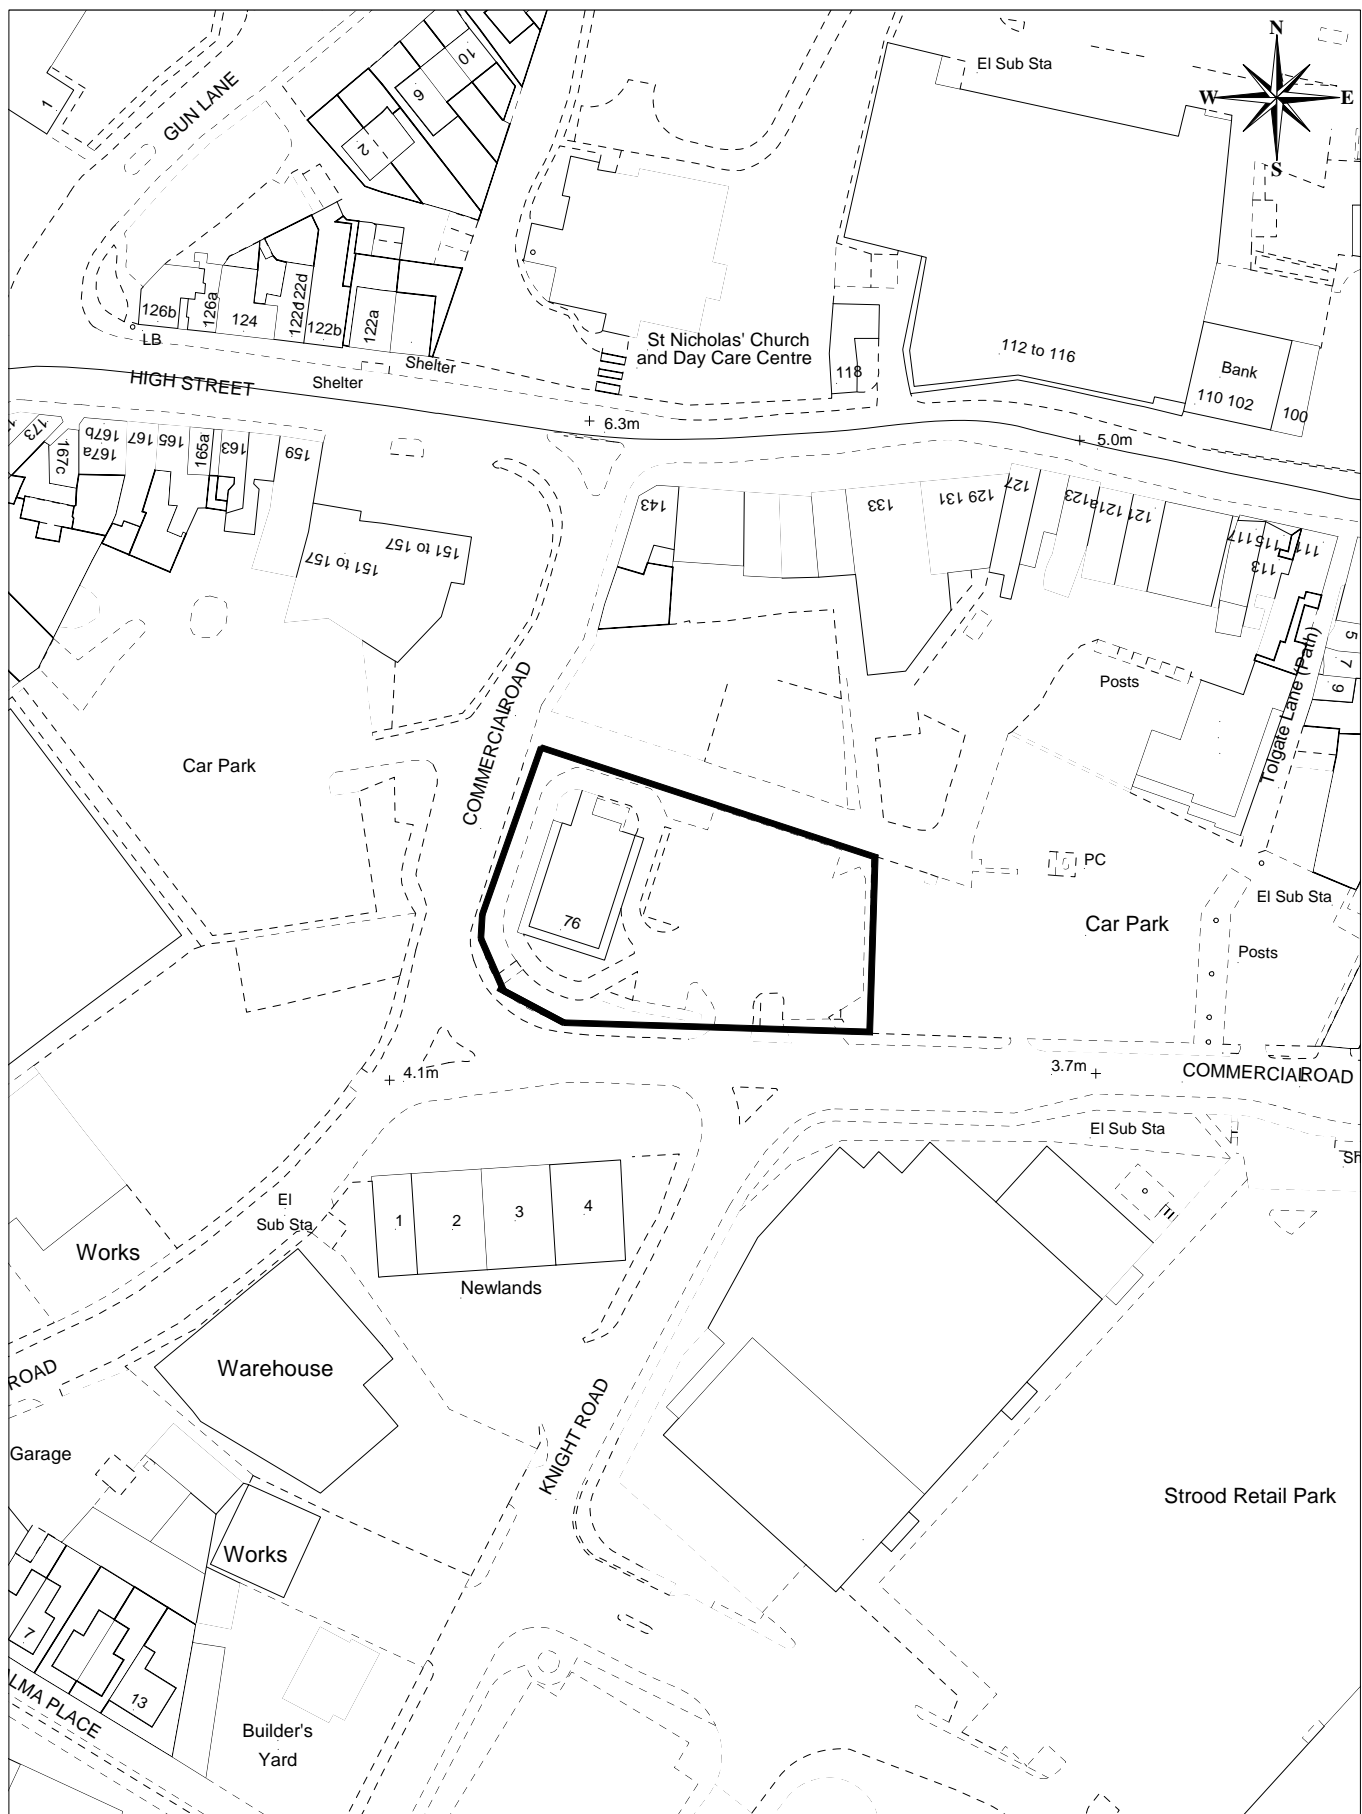 N
El Sub Sta
W
E
S
1
GUN LANE
10
6
2
126b
126a
124
122d
122d
122b
122a
LB
HIGH STREET
Shelter
Shelter
St Nicholas' Church
and Day Care Centre
118
112 to 116
Bank
110 102
100
6.3m
5.0m
173
167c
167b
167a
167
165
165a
163
159
151 to 157
151 to 157
143
133
129 131
127
123
121a
121
117
115
113
111
5
7
9
Tolgate Lane (Path)
Posts
COMMERCIAL ROAD
Car Park
76
PC
El Sub Sta
Car Park
Posts
4.1m
3.7m
COMMERCIAL ROAD
El Sub Sta
Sh
El
Sub Sta
1
2
3
4
Newlands
Works
ROAD
Warehouse
KNIGHT ROAD
Garage
Works
Strood Retail Park
7
13
LMA PLACE
Builder's
Yard